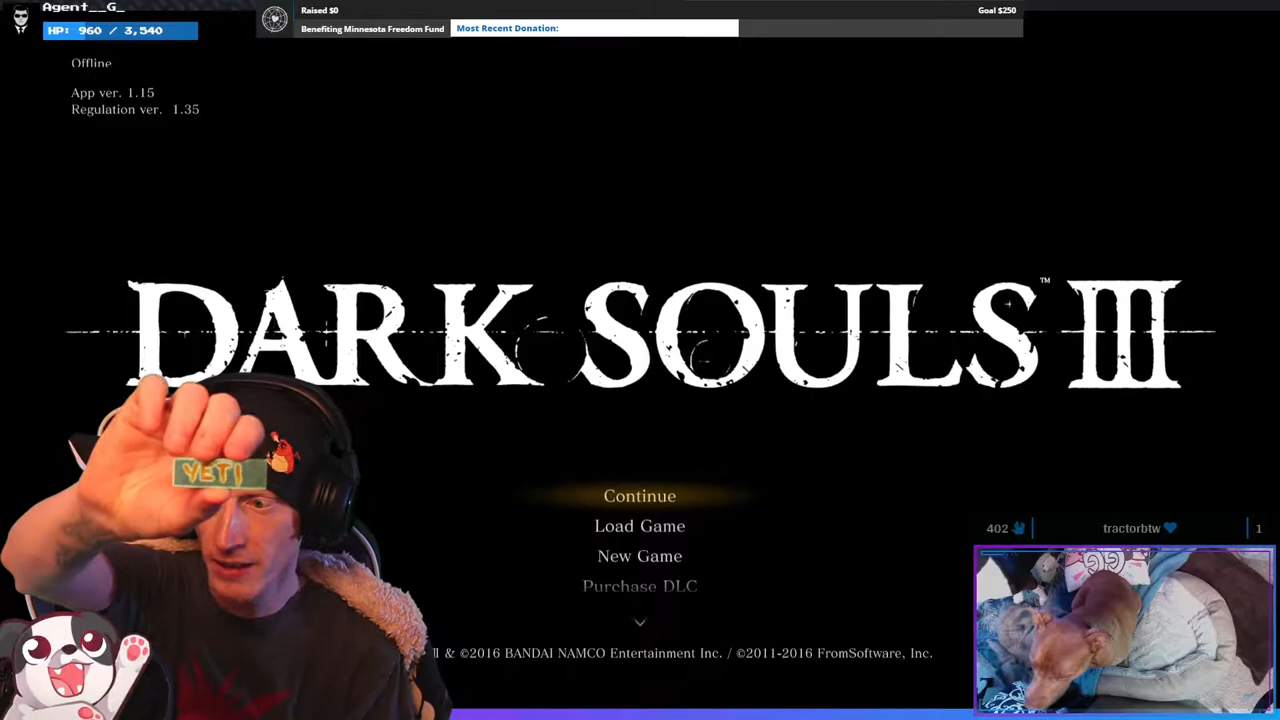 Agent__G_
HP: 960 / 3,540
Raised $0
Goal $250
Benefiting Minnesota Freedom Fund
Most Recent Donation:
Offline
App ver. 1.15
Regulation ver. 1.35
DARK SOULS III
™
YETI
Continue
Load Game
New Game
Purchase DLC
402
tractorbtw
1
& ©2016 BANDAI NAMCO Entertainment Inc. / ©2011-2016 FromSoftware, Inc.